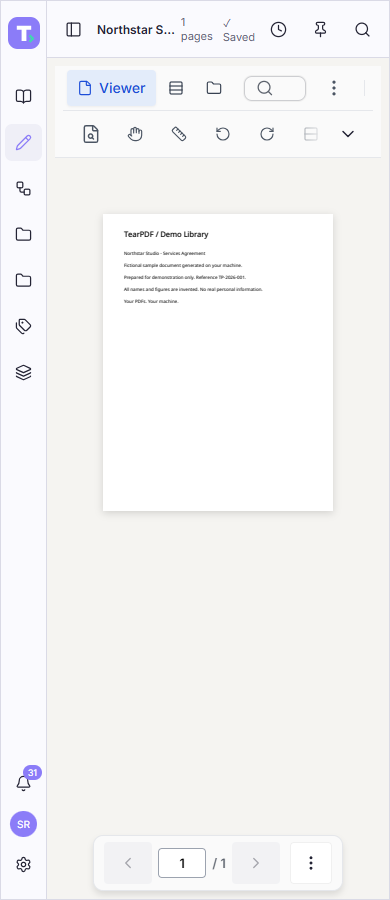 T
Northstar S...
1 pages
✓ Saved
Viewer
TearPDF / Demo Library
Northstar Studio - Services Agreement
Fictional sample document generated on your machine.
Prepared for demonstration only. Reference TP-2026-001.
All names and figures are invented. No real personal information.
Your PDFs. Your machine.
31
SR
1 / 1